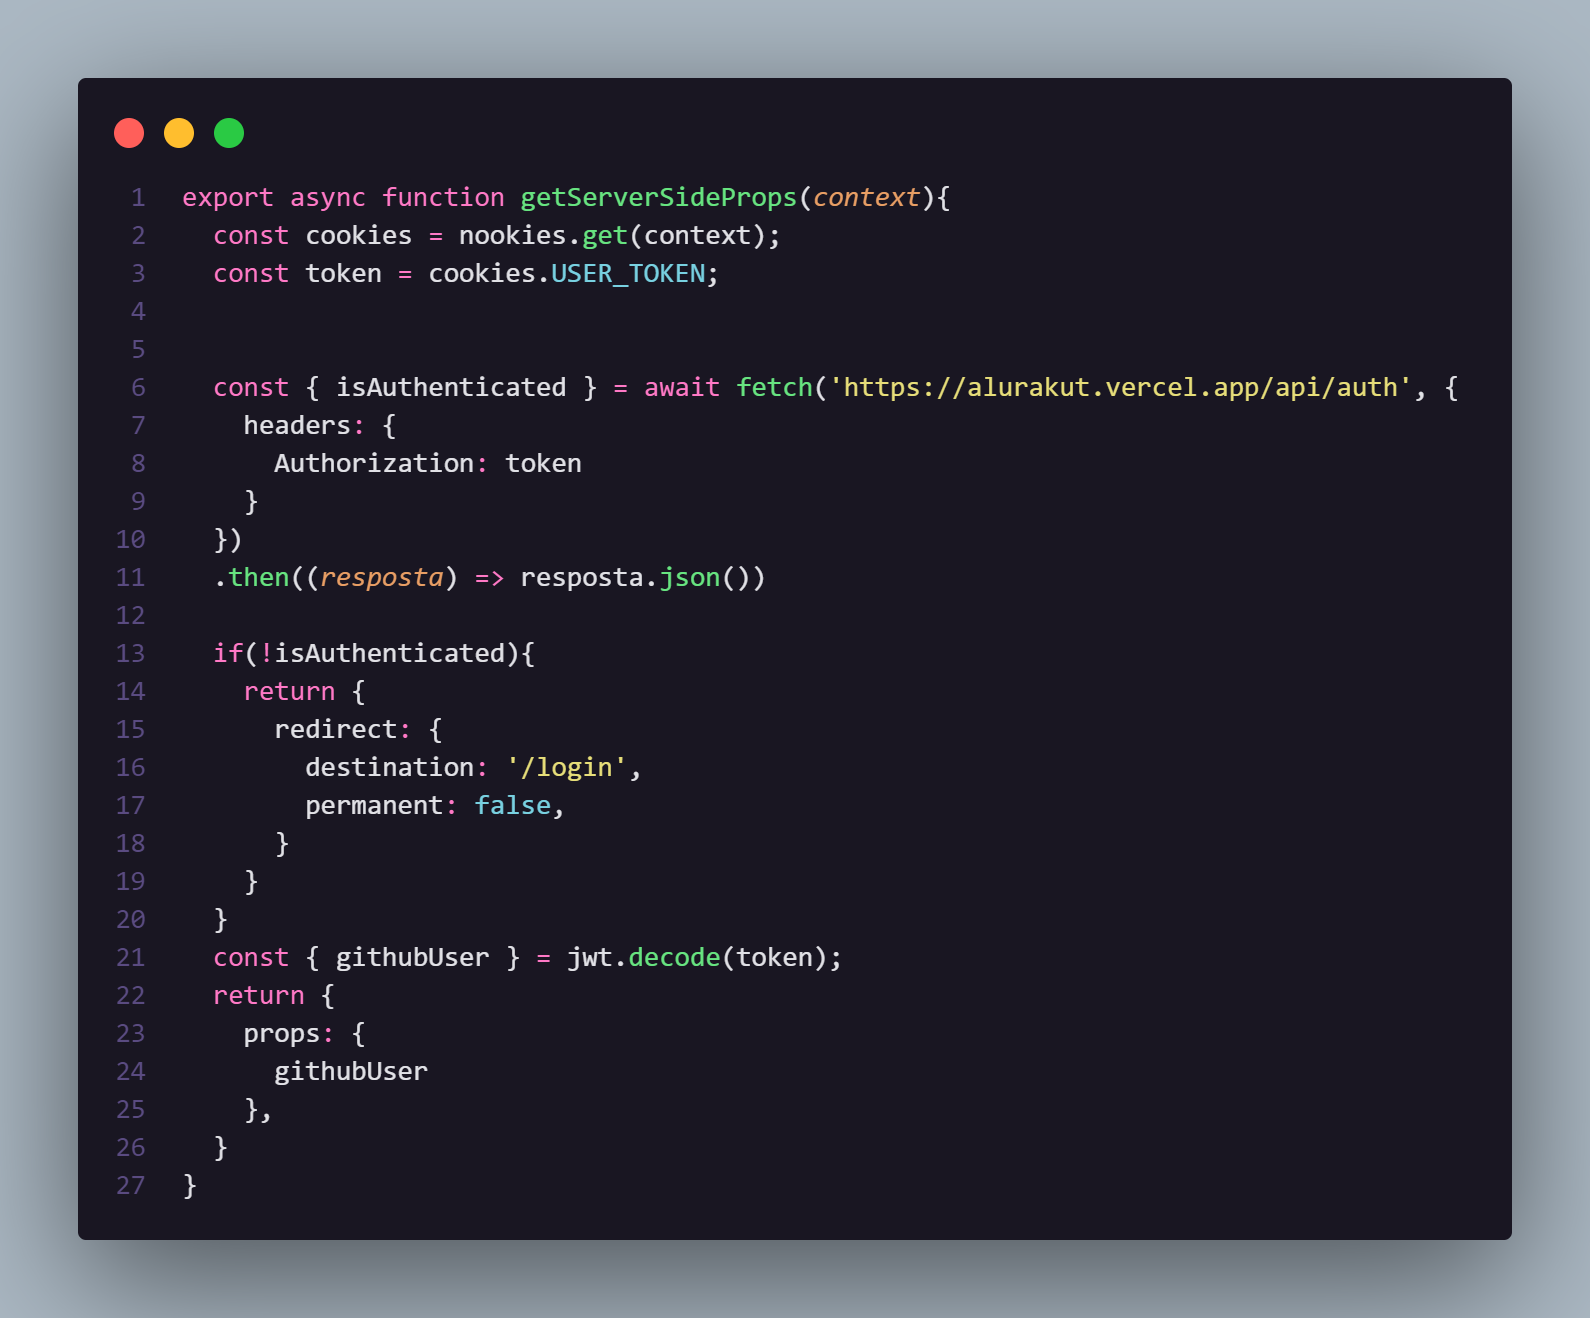 1 export async function getServerSideProps(context){
2   const cookies = nookies.get(context);
3   const token = cookies.USER_TOKEN;
4
5
6   const { isAuthenticated } = await fetch('https://alurakut.vercel.app/api/auth', {
7     headers: {
8       Authorization: token
9     }
10   })
11   .then((resposta) => resposta.json())
12
13   if(!isAuthenticated){
14     return {
15       redirect: {
16         destination: '/login',
17         permanent: false,
18       }
19     }
20   }
21   const { githubUser } = jwt.decode(token);
22   return {
23     props: {
24       githubUser
25     },
26   }
27 }